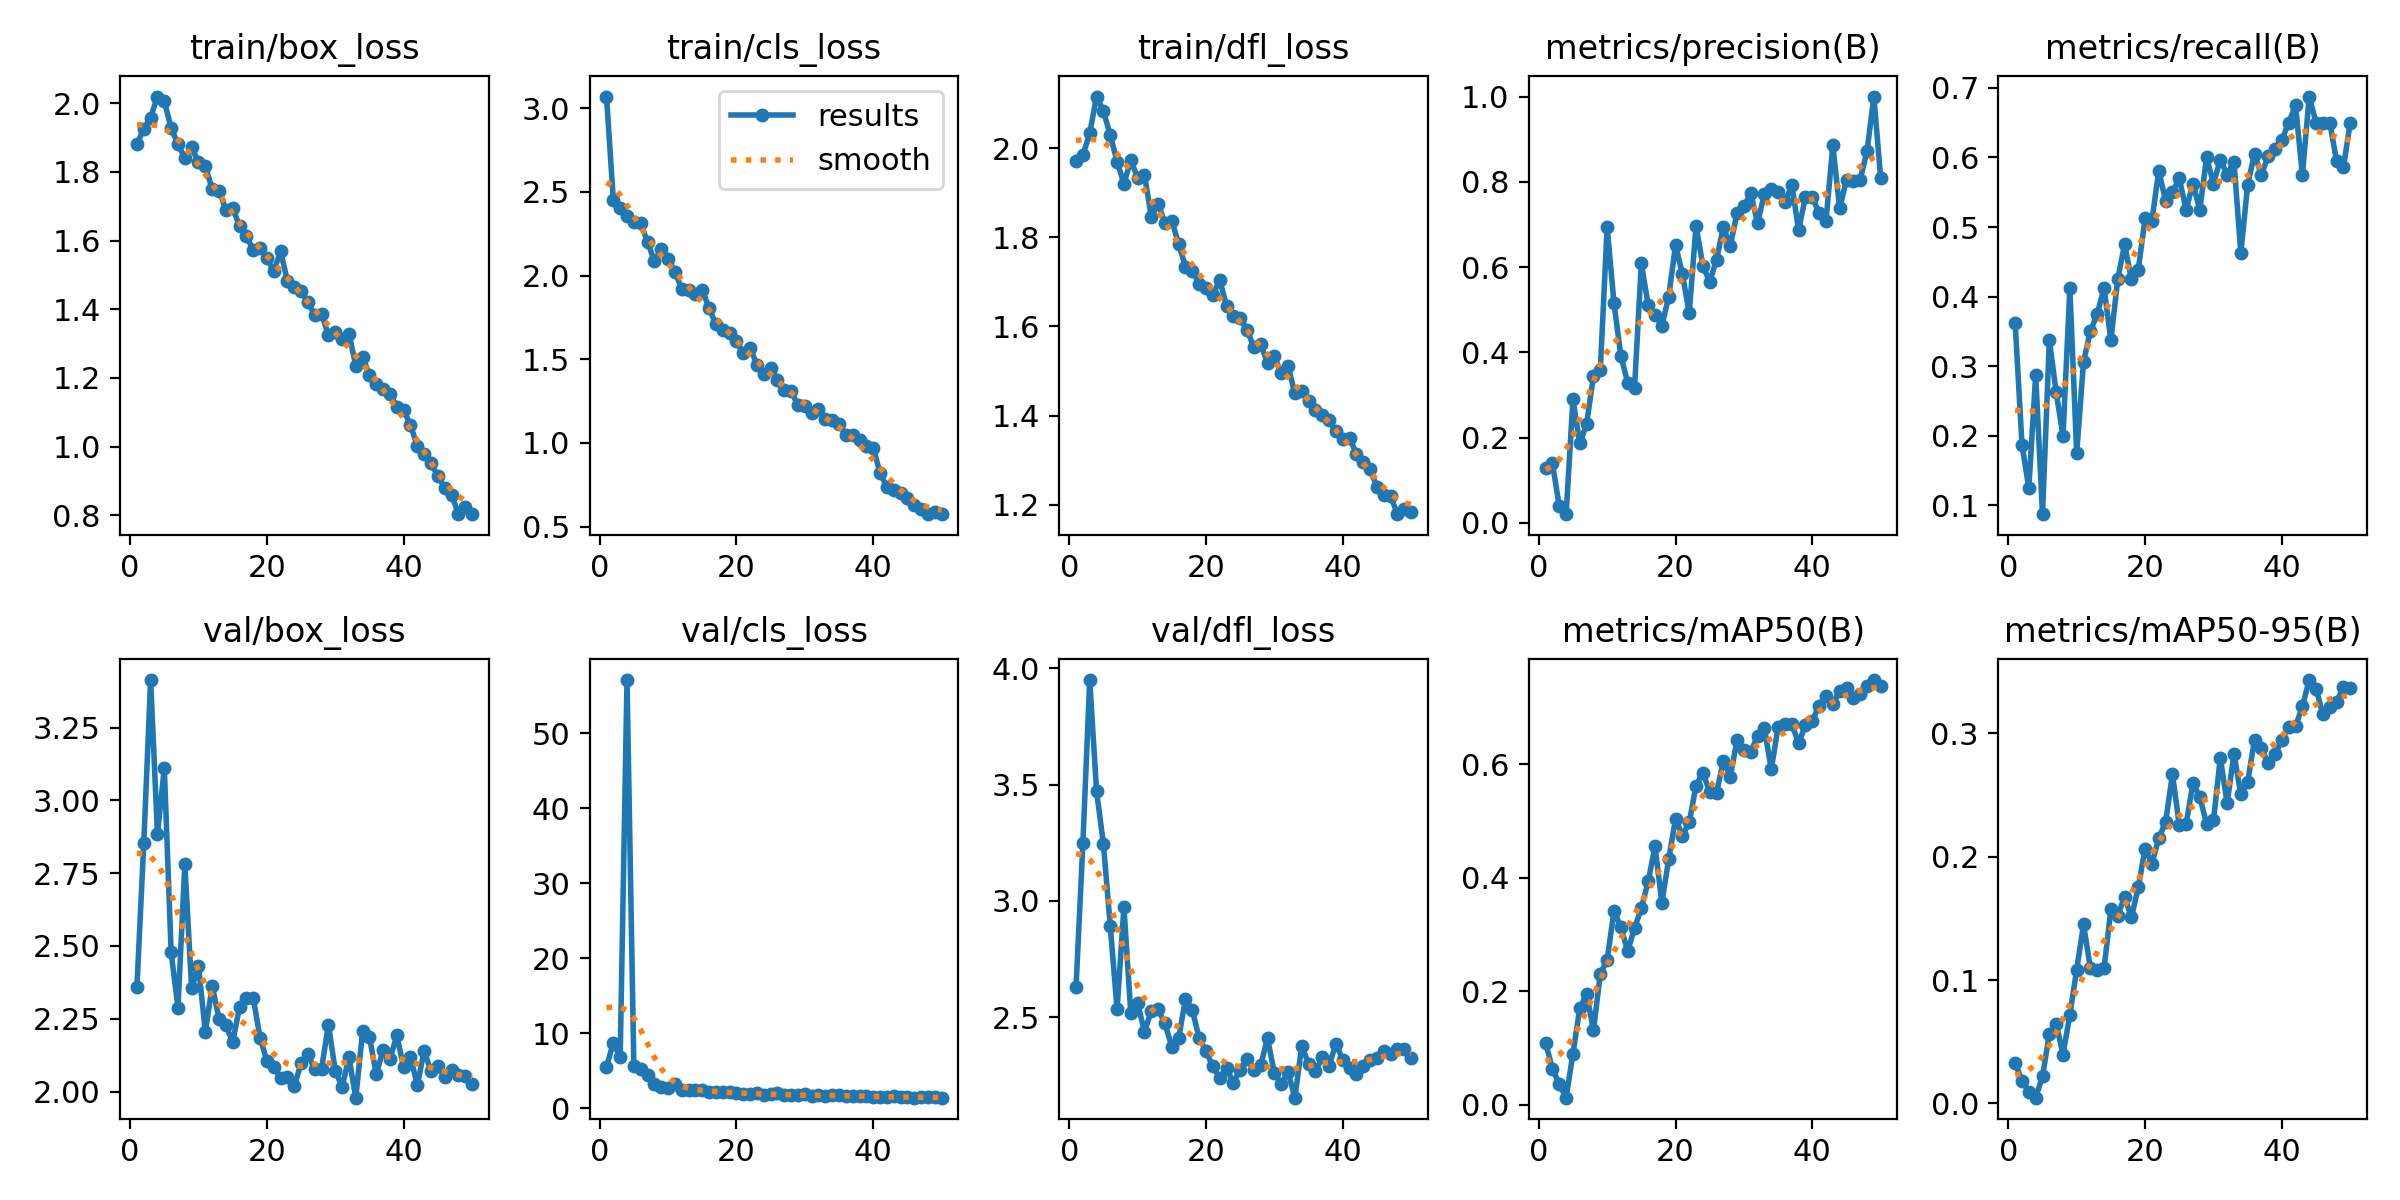 train/box_loss
train/cls_loss
train/dfl_loss
metrics/precision(B)
metrics/recall(B)
2.0
1.8
1.6
1.4
1.2
1.0
0.8
0 20 40
3.0
2.5
2.0
1.5
1.0
0.5
0 20 40
results
smooth
2.0
1.8
1.6
1.4
1.2
0 20 40
1.0
0.8
0.6
0.4
0.2
0.0
0 20 40
0.7
0.6
0.5
0.4
0.3
0.2
0.1
0 20 40
val/box_loss
val/cls_loss
val/dfl_loss
metrics/mAP50(B)
metrics/mAP50-95(B)
3.25
3.00
2.75
2.50
2.25
2.00
0 20 40
50
40
30
20
10
0
0 20 40
4.0
3.5
3.0
2.5
0 20 40
0.6
0.4
0.2
0.0
0 20 40
0.3
0.2
0.1
0.0
0 20 40